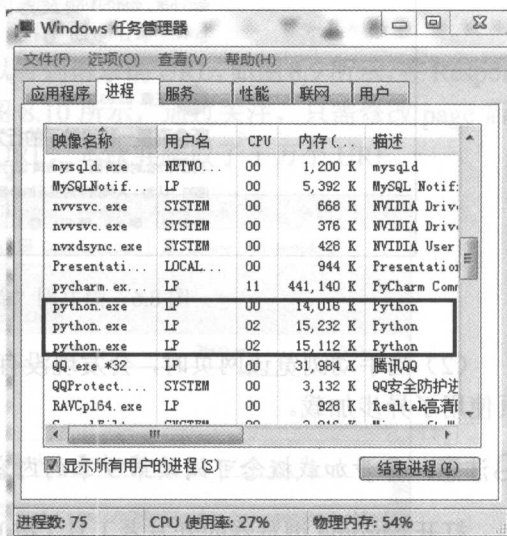 Windows 任务管理器
文件(F) 选项(O) 查看(V) 帮助(H)
应用程序 进程 服务 性能 联网 用户
映像名称 用户名 CPU 内存(... 描述
mysqld.exe NETWO... 00 1,200 K mysqld
MySQLNotif... LP 00 5,392 K MySQL Notif
nvvsvc.exe SYSTEM 00 668 K NVIDIA Driv
nvvsvc.exe SYSTEM 00 376 K NVIDIA Driv
nvxdsync.exe SYSTEM 00 428 K NVIDIA User
Presentati... LOCAL... 00 944 K Presentation
pycharm.ex... LP 11 441,140 K PyCharm Comm
python.exe LP 00 14,016 K Python
python.exe LP 02 15,232 K Python
python.exe LP 02 15,112 K Python
QQ.exe *32 LP 00 31,984 K 腾讯QQ
QQProtect.... SYSTEM 00 3,132 K QQ安全防护进
RAVCpl64.exe LP 00 928 K Realtek高清
显示所有用户的进程(S) 结束进程(E)
进程数: 75 CPU 使用率: 27% 物理内存: 54%